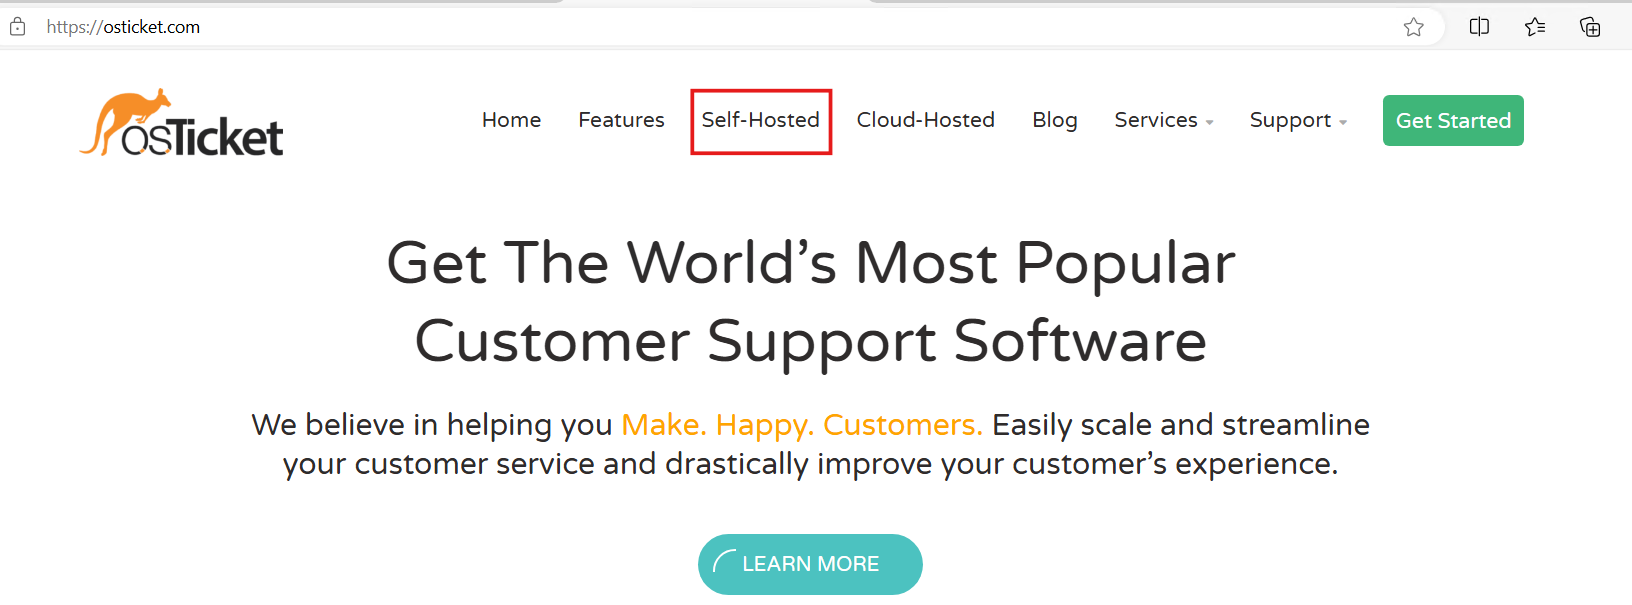 https://osticket.com
osTicket
Home Features Self-Hosted Cloud-Hosted Blog Services Support Get Started
Get The World’s Most Popular
Customer Support Software
We believe in helping you Make. Happy. Customers. Easily scale and streamline
your customer service and drastically improve your customer’s experience.
LEARN MORE